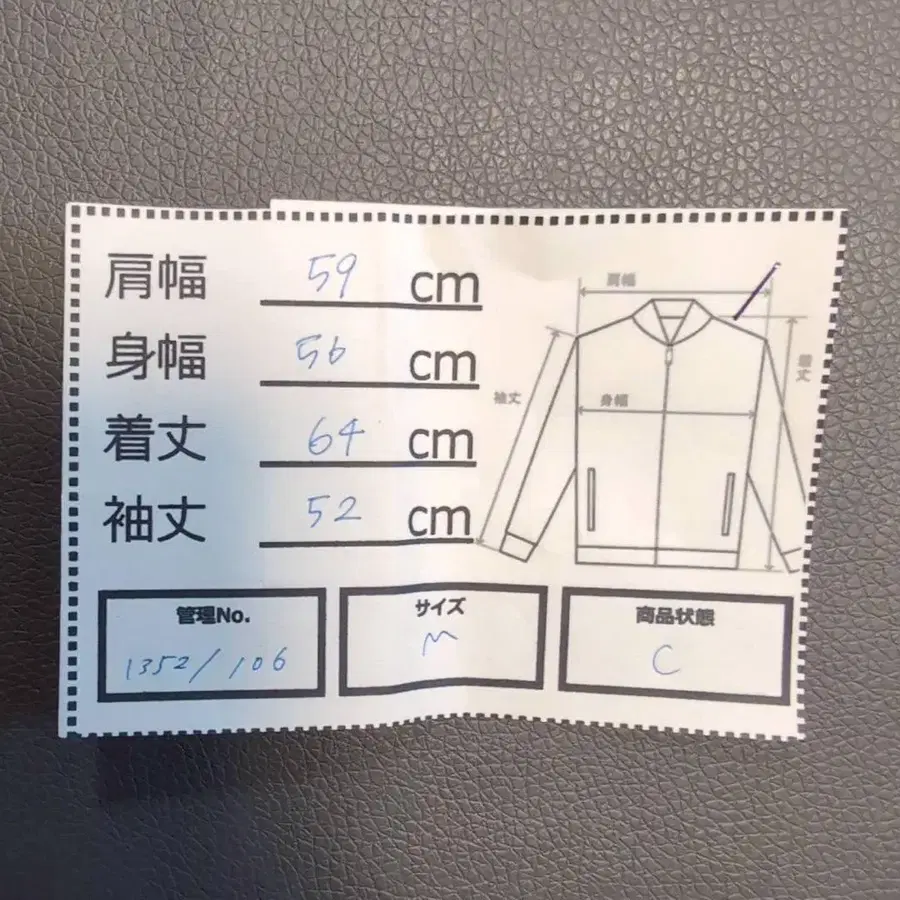 肩幅 59 cm
身幅 56 cm
着丈 64 cm
袖丈 52 cm
肩幅
袖丈
身幅
着丈
管理No. サイズ 商品状態
1352/106 M C